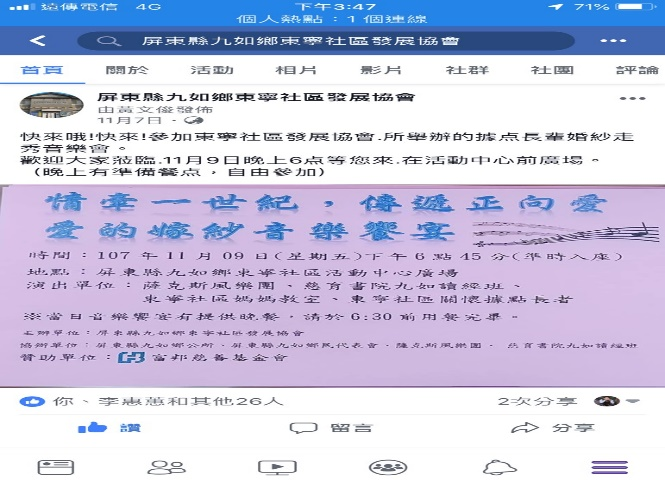 遠傳電信 4G 下午3:47 71%
個人熱點：1 個連線
屏東縣九如鄉東寧社區發展協會
首頁 關於 活動 相片 影片 社群 社團 評論
屏東縣九如鄉東寧社區發展協會
由黃文俊發佈
11月7日
快來哦!快來!參加東寧社區發展協會.所舉辦的據点長輩婚紗走
秀音樂會。
歡迎大家蒞臨.11月9日晚上6点等您來.在活動中心前廣場。
（晚上有準備餐点，自由參加）
情牽一世紀，傳遞正向愛
愛的嫁紗音樂饗宴
時間：107 年 11 月 09 日(星期五)下午 6 點 45 分(準時入座)
地點：屏東縣九如鄉東寧社區活動中心廣場
演出單位：薩克斯風樂團、慈育書院九如讀經班、
東寧社區媽媽教室、東寧社區關懷據點長者
當日音樂饗宴有提供晚餐，請於 6:30 前用餐完畢。
主辦單位：屏東縣九如鄉東寧社區發展協會
協辦單位：屏東縣九如鄉公所、屏東縣九如鄉民代表會、薩克斯風樂團、慈育書院九如讀經班
贊助單位： 富邦慈善基金會
你、李惠蕙和其他26人 2次分享
讚 留言 分享